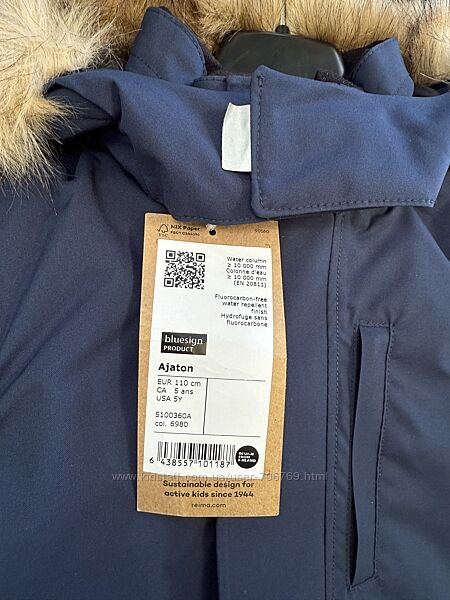 MIX Paper
Water column
≥ 10 000 mm
Colonne d'eau
≥ 10 000 mm
(EN 20811)
Fluorocarbon-free
water repellent
finish
Hydrofuge sans
fluorocarbone
bluesign
PRODUCT
Ajaton
EUR 110 cm
CA 5 ans
USA 5Y
5100360A
col. 6980
6 438557 101187
Sustainable design for
active kids since 1944
reima.com